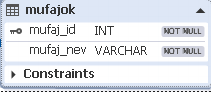 mufajok
mufaj_id INT NOT NULL
mufaj_nev VARCHAR NOT NULL
Constraints